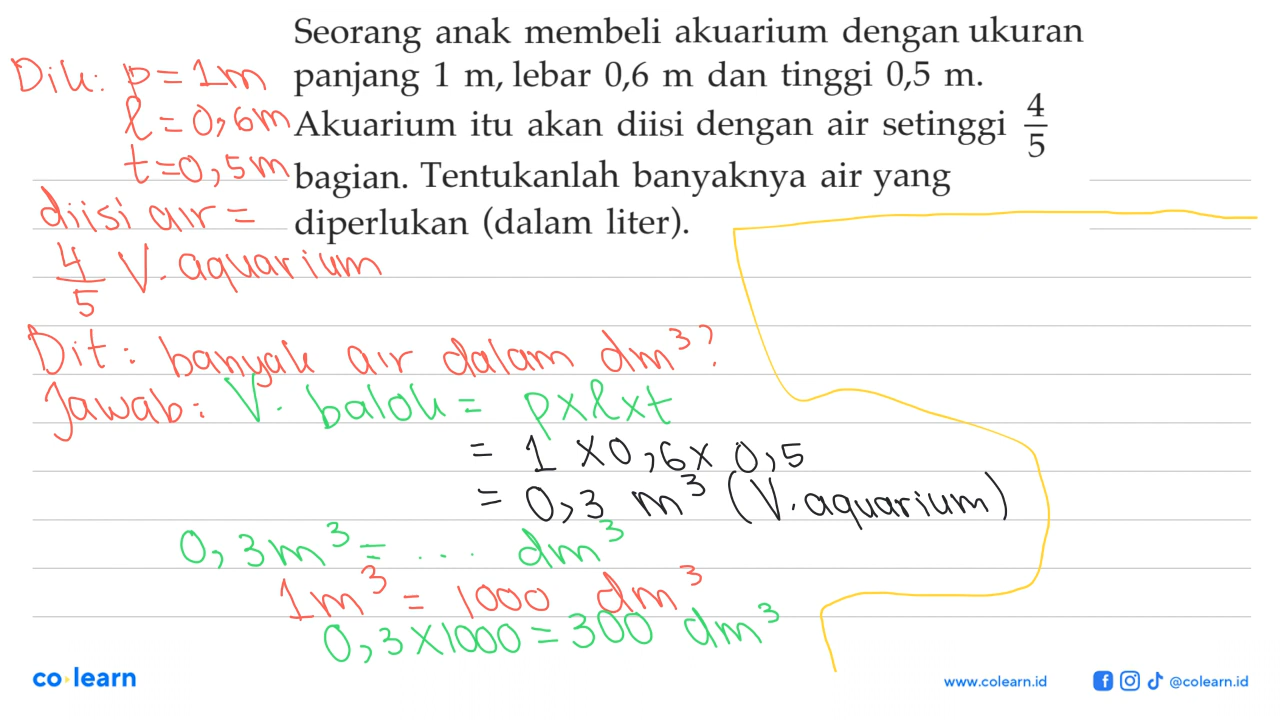 Seorang anak membeli akuarium dengan ukuran
panjang 1 m, lebar 0,6 m dan tinggi 0,5 m.
Akuarium itu akan diisi dengan air setinggi 4/5
bagian. Tentukanlah banyaknya air yang
diperlukan (dalam liter).
Dik: p = 1m
l = 0,6m
t = 0,5m
diisi air =
4/5 V. aquarium
Dit: banyak air dalam dm³?
Jawab: V. balok = p x l x t
= 1 x 0,6 x 0,5
= 0,3 m³ (V. aquarium)
0,3 m³ = ... dm³
1 m³ = 1000 dm³
0,3 x 1000 = 300 dm³
co learn
www.colearn.id
@colearn.id